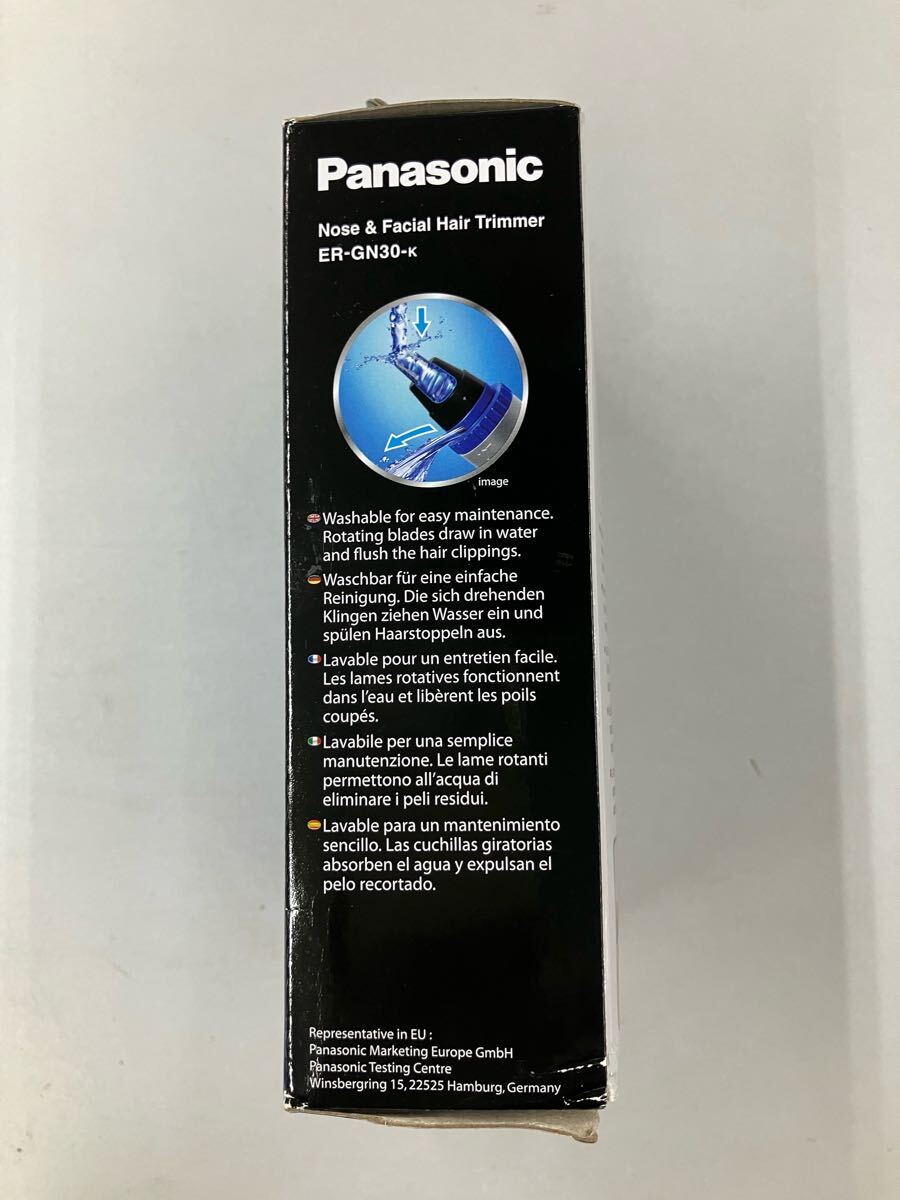 Panasonic
Nose & Facial Hair Trimmer
ER-GN30-K
image
Washable for easy maintenance.
Rotating blades draw in water
and flush the hair clippings.
Waschbar für eine einfache
Reinigung. Die sich drehenden
Klingen ziehen Wasser ein und
spülen Haarstoppeln aus.
Lavable pour un entretien facile.
Les lames rotatives fonctionnent
dans l'eau et libèrent les poils
coupés.
Lavabile per una semplice
manutenzione. Le lame rotanti
permettono all'acqua di
eliminare i peli residui.
Lavable para un mantenimiento
sencillo. Las cuchillas giratorias
absorben el agua y expulsan el
pelo recortado.
Representative in EU :
Panasonic Marketing Europe GmbH
Panasonic Testing Centre
Winsbergring 15, 22525 Hamburg, Germany